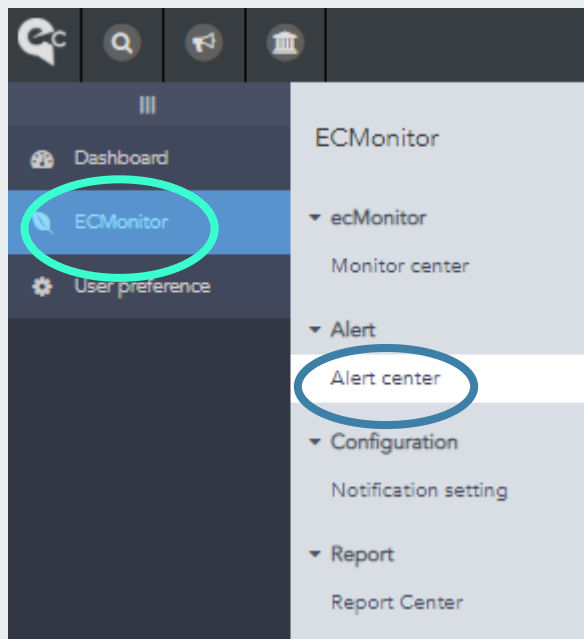 ec
Dashboard
ECMonitor
User preference
ECMonitor
ecMonitor
Monitor center
Alert
Alert center
Configuration
Notification setting
Report
Report Center